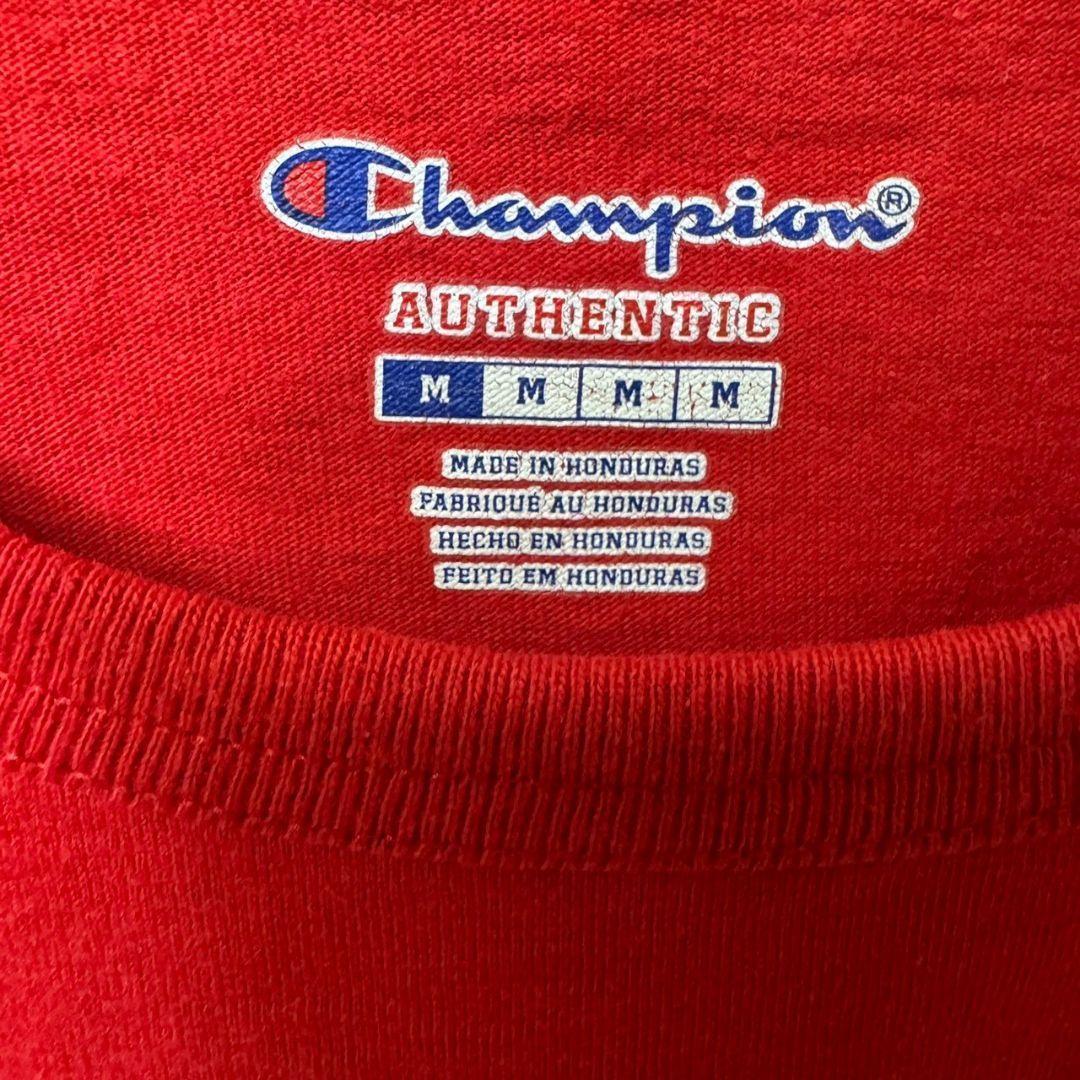 Champion®
AUTHENTIC
M M M M
MADE IN HONDURAS
FABRIQUÉ AU HONDURAS
HECHO EN HONDURAS
FEITO EM HONDURAS